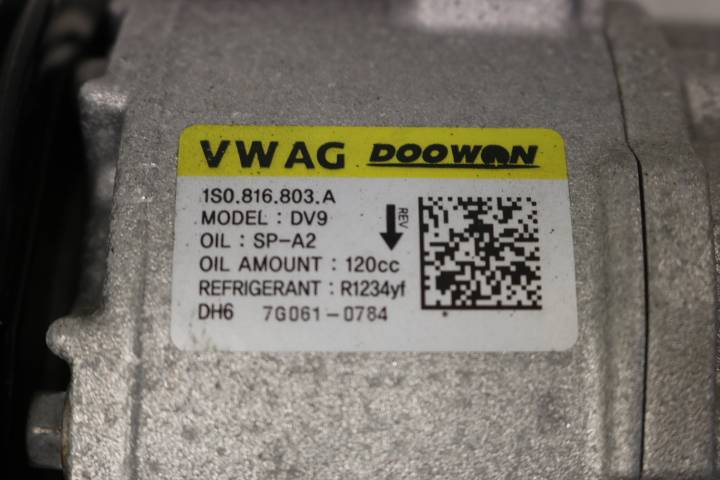 VWAG DOOWON
1S0.816.803.A
MODEL : DV9
REV
OIL : SP-A2
OIL AMOUNT : 120cc
REFRIGERANT : R1234yf
DH6 7G061-0784